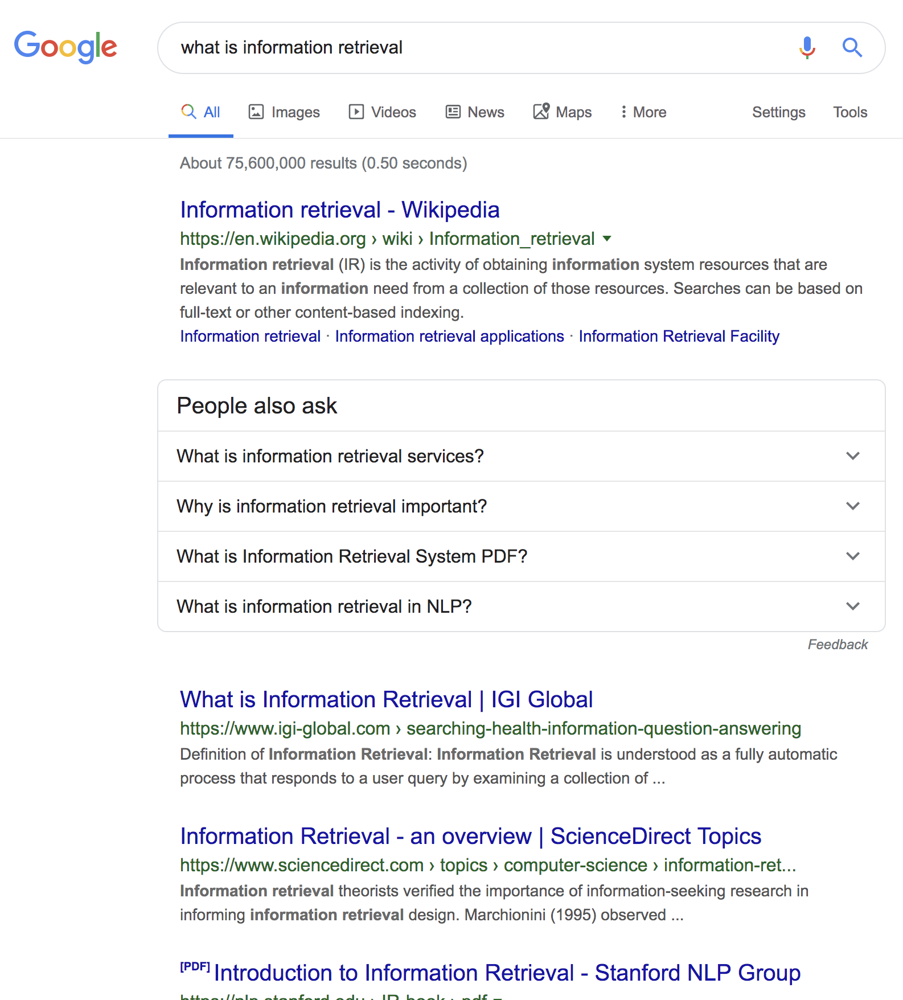 Google
what is information retrieval
All Images Videos News Maps More Settings Tools
About 75,600,000 results (0.50 seconds)
Information retrieval - Wikipedia
https://en.wikipedia.org › wiki › Information_retrieval
Information retrieval (IR) is the activity of obtaining information system resources that are
relevant to an information need from a collection of those resources. Searches can be based on
full-text or other content-based indexing.
Information retrieval · Information retrieval applications · Information Retrieval Facility
People also ask
What is information retrieval services?
Why is information retrieval important?
What is Information Retrieval System PDF?
What is information retrieval in NLP?
Feedback
What is Information Retrieval | IGI Global
https://www.igi-global.com › searching-health-information-question-answering
Definition of Information Retrieval: Information Retrieval is understood as a fully automatic
process that responds to a user query by examining a collection of ...
Information Retrieval - an overview | ScienceDirect Topics
https://www.sciencedirect.com › topics › computer-science › information-ret...
Information retrieval theorists verified the importance of information-seeking research in
informing information retrieval design. Marchionini (1995) observed ...
[PDF] Introduction to Information Retrieval - Stanford NLP Group
https://nlp.stanford.edu › IR-book › pdf